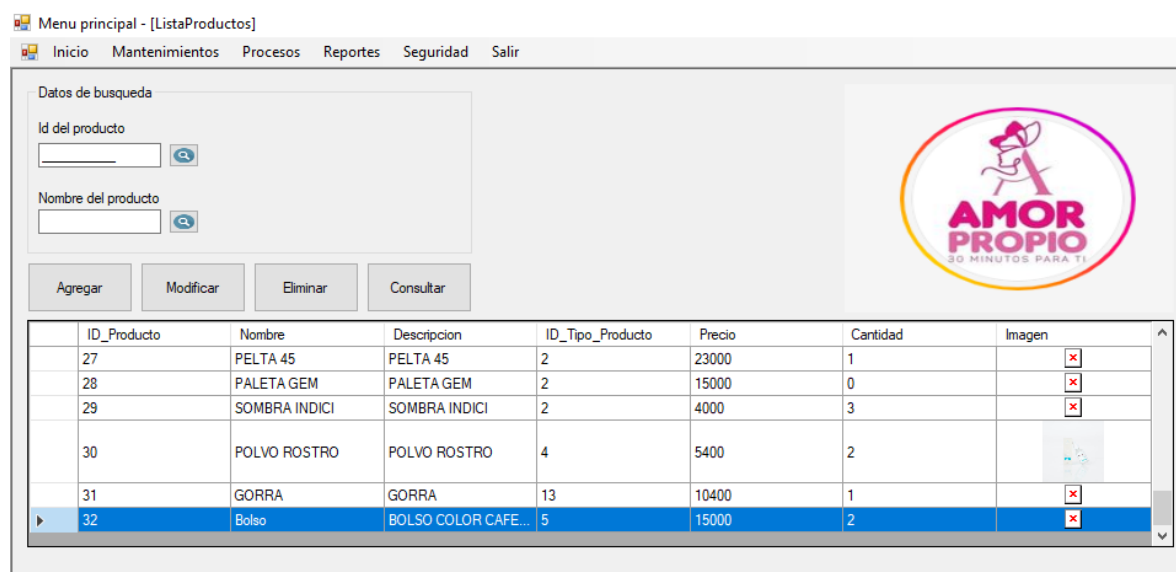 Menu principal - [ListaProductos]
Inicio Mantenimientos Procesos Reportes Seguridad Salir
Datos de busqueda
Id del producto
Nombre del producto
AMOR
PROPIO
30 MINUTOS PARA TI
Agregar Modificar Eliminar Consultar
ID_Producto Nombre Descripcion ID_Tipo_Producto Precio Cantidad Imagen
27 PELTA 45 PELTA 45 2 23000 1
28 PALETA GEM PALETA GEM 2 15000 0
29 SOMBRA INDICI SOMBRA INDICI 2 4000 3
30 POLVO ROSTRO POLVO ROSTRO 4 5400 2
31 GORRA GORRA 13 10400 1
32 Bolso BOLSO COLOR CAFE... 5 15000 2